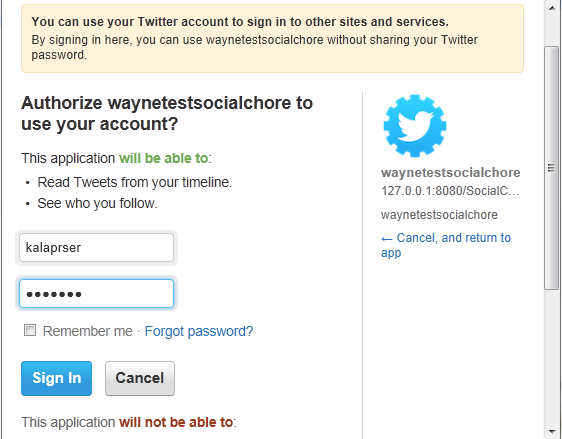 You can use your Twitter account to sign in to other sites and services.
By signing in here, you can use waynetestsocialchore without sharing your Twitter
password.
Authorize waynetestsocialchore to
use your account?
This application will be able to:
• Read Tweets from your timeline.
• See who you follow.
kalaprser
•••••••
Remember me · Forgot password?
Sign In Cancel
This application will not be able to:
waynetestsocialchore
127.0.0.1:8080/SocialC...
waynetestsocialchore
← Cancel, and return to
app